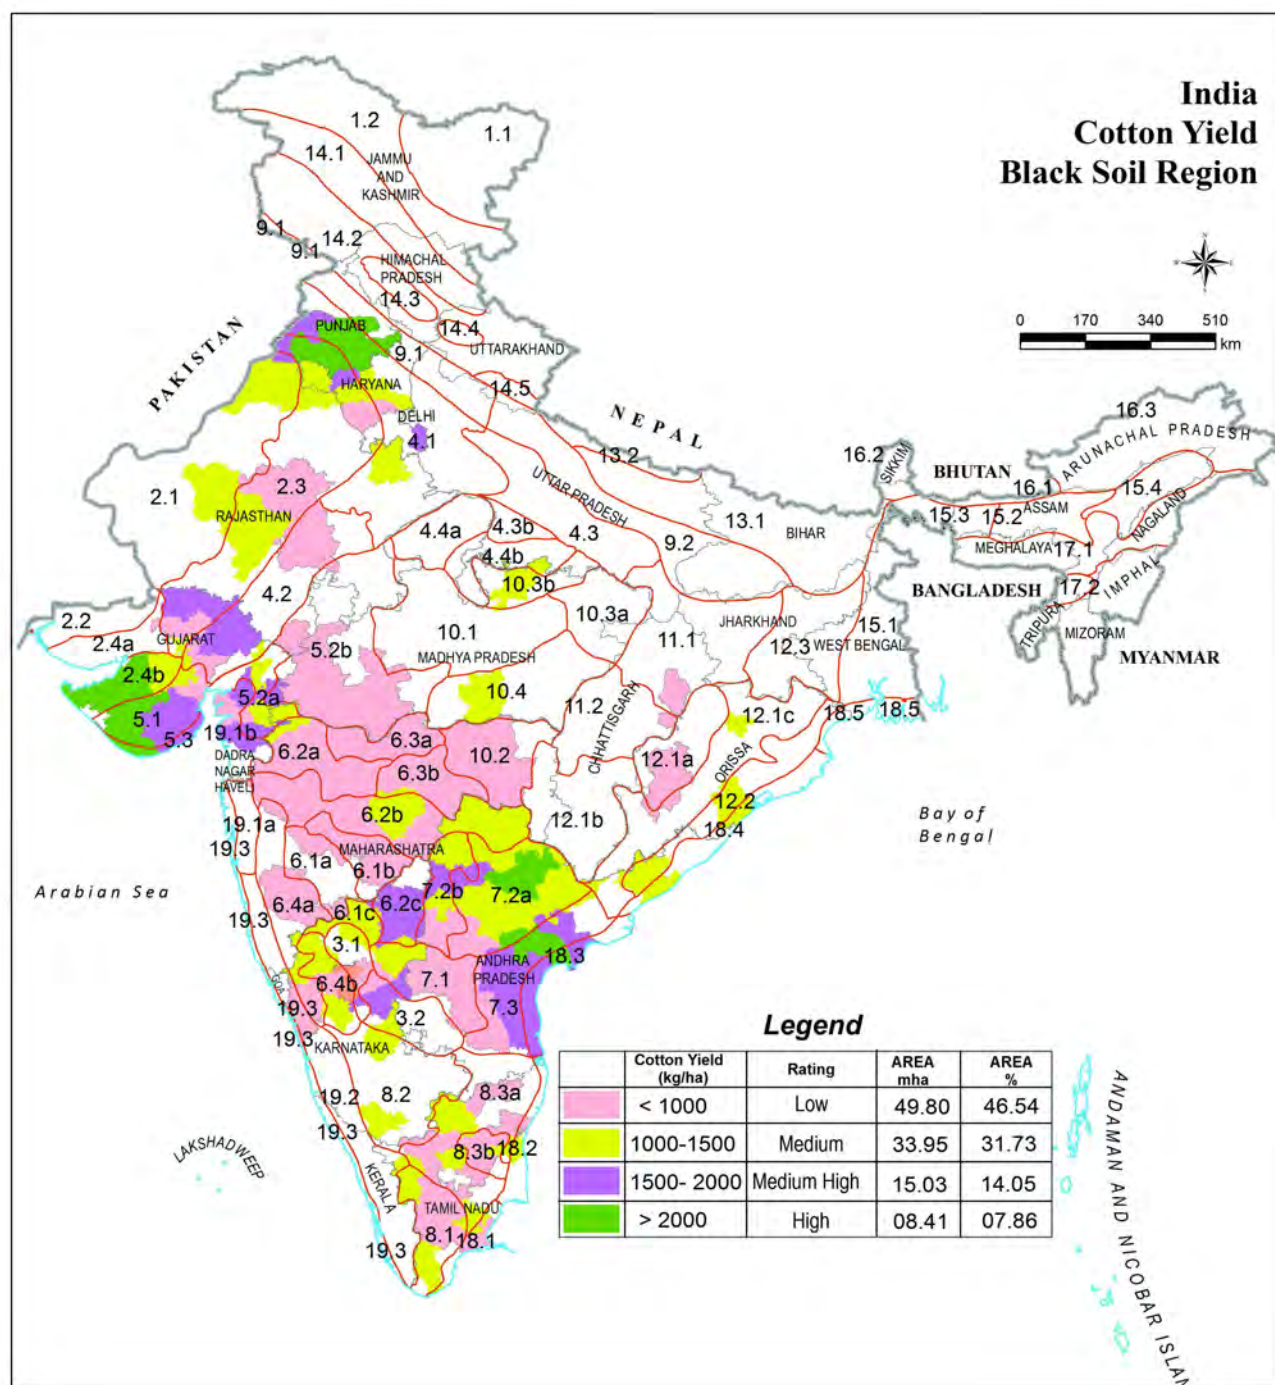 India
Cotton Yield
Black Soil Region
1.2
1.1
14.1
JAMMU
AND
KASHMIR
9.1
14.2
9.1
HIMACHAL
PRADESH
14.3
0 170 340 510
km
PAKISTAN
PUNJAB
14.4
9.1
UTTARAKHAND
HARYANA
14.5
DELHI
4.1
NEPAL
13.2
16.3
ARUNACHAL PRADESH
16.2
SIKKIM
BHUTAN
16.1
15.4
ASSAM
15.3
15.2
NAGALAND
MEGHALAYA
17.1
2.1
2.3
RAJASTHAN
UTTAR PRADESH
4.4a
4.3b
4.3
13.1
BIHAR
9.2
4.4b
10.3b
BANGLADESH
17.2
IMPHAL
TRIPURA
MIZORAM
MYANMAR
4.2
2.2
2.4a
GUJARAT
10.3a
10.1
MADHYA PRADESH
11.1
JHARKHAND
12.3
WEST BENGAL
15.1
5.2b
2.4b
5.2a
10.4
11.2
CHHATTISGARH
12.1c
18.5
18.5
5.1
5.3
19.1b
DADRA
NAGAR
HAVELI
6.2a
6.3a
10.2
6.3b
12.1a
ORISSA
12.2
18.4
6.2b
12.1b
Bay of
Bengal
19.1a
19.3
MAHARASHATRA
6.1a
6.1b
Arabian Sea
6.4a
6.1c
6.2c
7.2b
7.2a
19.3
3.1
ANDHRA
PRADESH
18.3
GOA
6.4b
7.1
19.3
7.3
3.2
19.3
KARNATAKA
19.2
8.2
8.3a
19.3
8.3b
18.2
LAKSHADWEEP
KERALA
TAMIL NADU
8.1
18.1
19.3
ANDAMAN AND NICOBAR ISLAN
Legend
Cotton Yield
(kg/ha) Rating AREA
mha AREA
%
< 1000 Low 49.80 46.54
1000-1500 Medium 33.95 31.73
1500- 2000 Medium High 15.03 14.05
> 2000 High 08.41 07.86